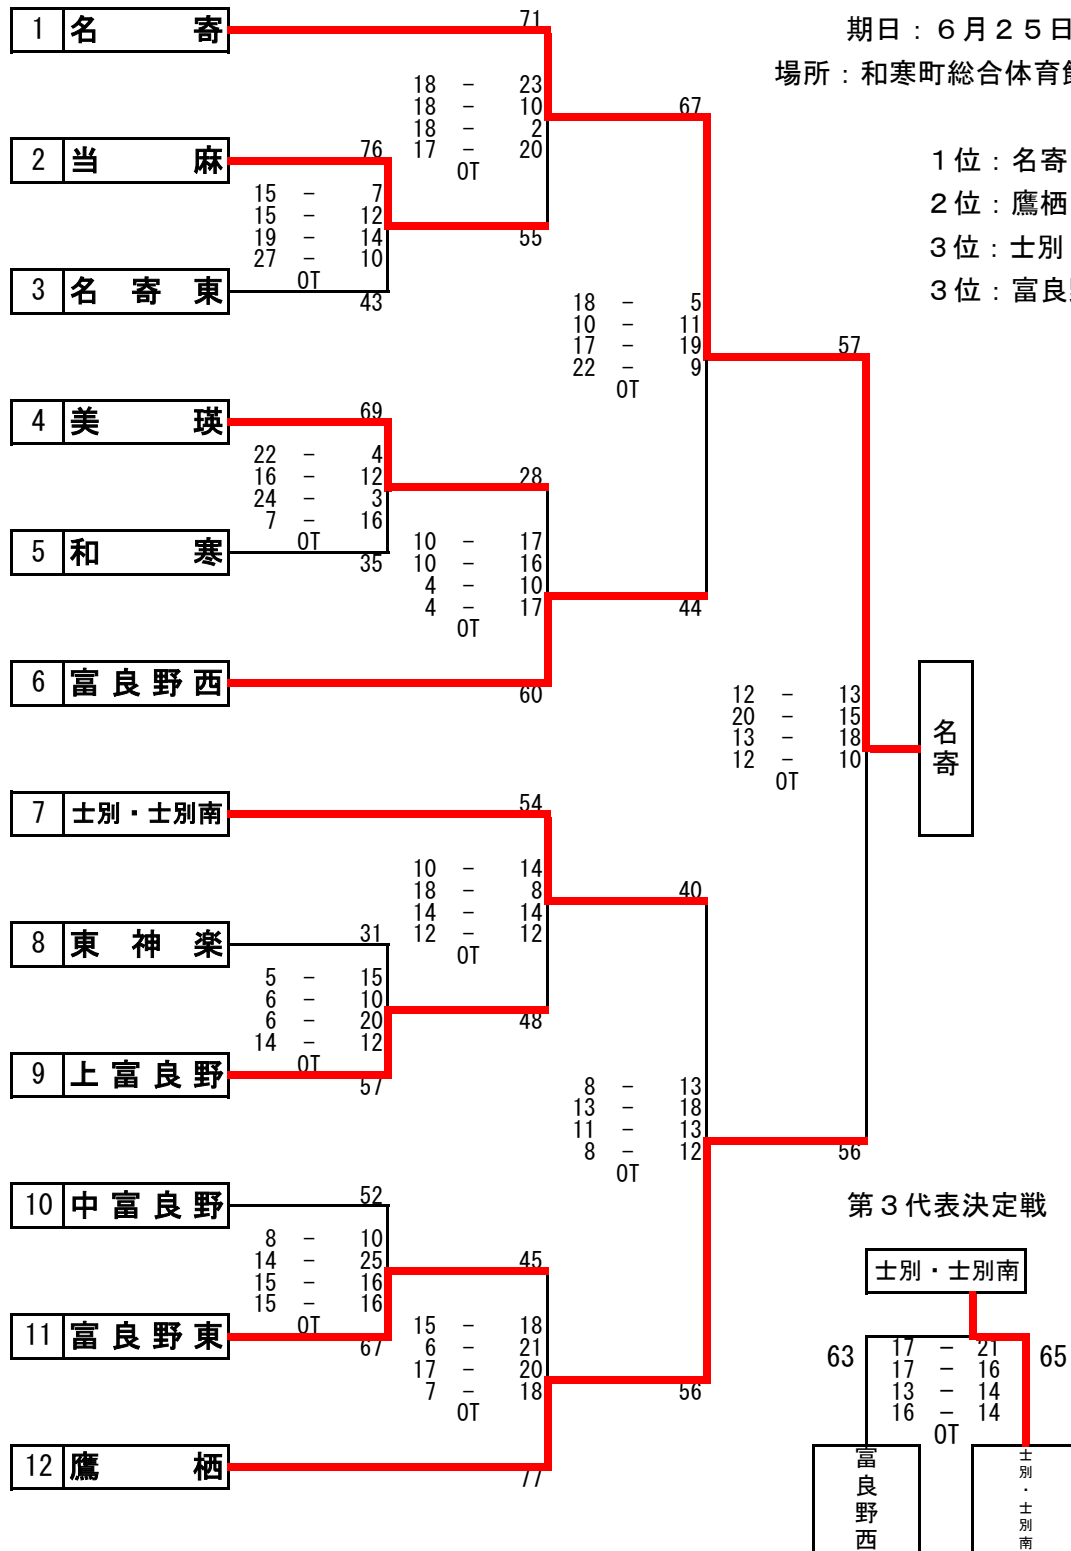 期日：６月２５日
場所：和寒町総合体育館
１位：名寄
２位：鷹栖
３位：士別
３位：富良野
1 名寄
71
18 - 23
18 - 10
18 - 2
17 - 20
OT
2 当麻
76
15 - 7
15 - 12
19 - 14
27 - 10
OT
55
3 名寄東
43
67
18 - 5
10 - 11
17 - 19
22 - 9
OT
57
4 美瑛
69
22 - 4
16 - 12
24 - 3
7 - 16
OT
28
5 和寒
35
10 - 17
10 - 16
4 - 10
4 - 17
OT
44
6 富良野西
60
12 - 13
20 - 15
13 - 18
12 - 10
OT
名寄
7 士別・士別南
54
10 - 14
18 - 8
14 - 14
12 - 12
OT
40
8 東神楽
31
5 - 15
6 - 10
6 - 20
14 - 12
OT
48
9 上富良野
57
8 - 13
13 - 18
11 - 13
8 - 12
OT
56
10 中富良野
52
8 - 10
14 - 25
15 - 16
15 - 16
OT
45
11 富良野東
67
15 - 18
6 - 21
17 - 20
7 - 18
OT
56
12 鷹栖
77
第３代表決定戦
士別・士別南
63
17 - 21
17 - 16
13 - 14
16 - 14
OT
65
富良野西
士別・士別南